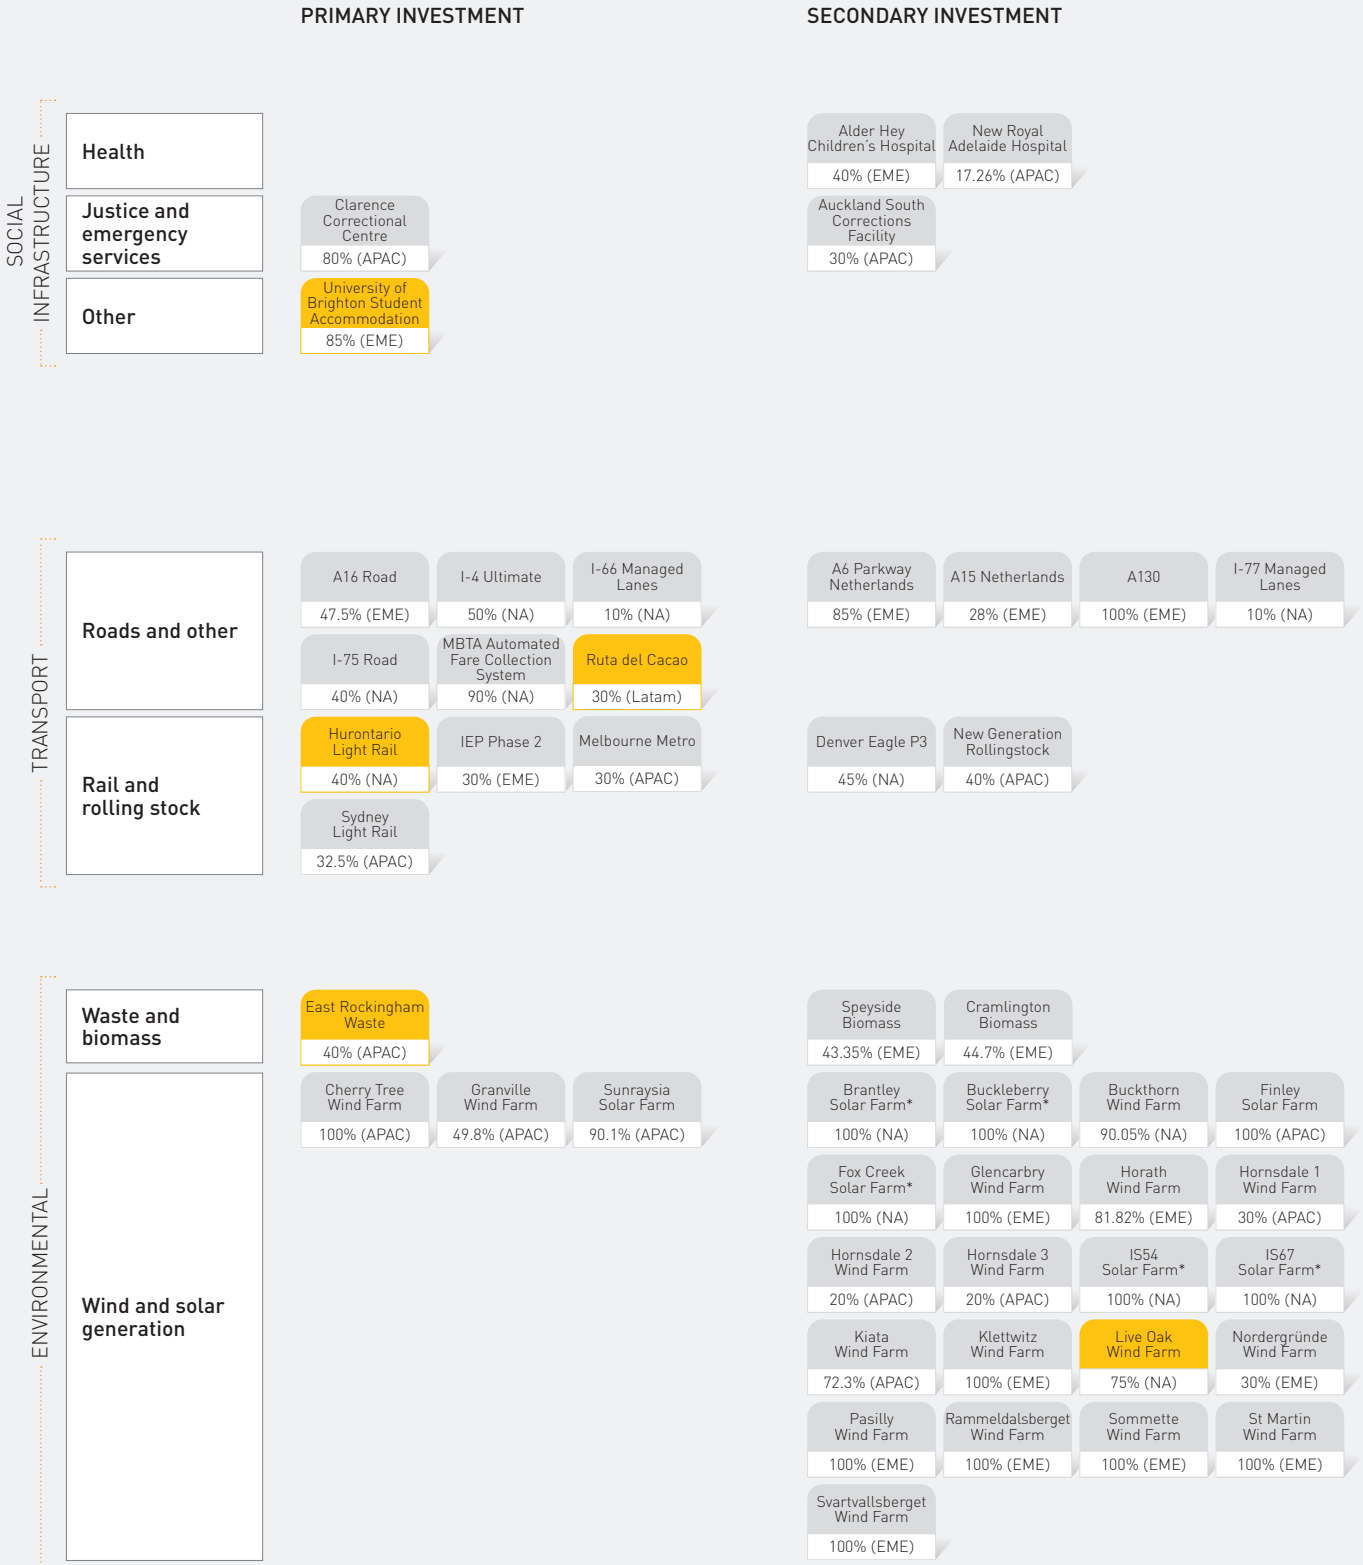 PRIMARY INVESTMENT
SECONDARY INVESTMENT
SOCIAL
INFRASTRUCTURE
Health
Alder Hey
Children's Hospital
40% (EME)
New Royal
Adelaide Hospital
17.26% (APAC)
Justice and
emergency
services
Clarence
Correctional
Centre
80% (APAC)
Auckland South
Corrections
Facility
30% (APAC)
Other
University of
Brighton Student
Accommodation
85% (EME)
TRANSPORT
Roads and other
A16 Road
47.5% (EME)
I-4 Ultimate
50% (NA)
I-66 Managed
Lanes
10% (NA)
A6 Parkway
Netherlands
85% (EME)
A15 Netherlands
28% (EME)
A130
100% (EME)
I-77 Managed
Lanes
10% (NA)
I-75 Road
40% (NA)
MBTA Automated
Fare Collection
System
90% (NA)
Ruta del Cacao
30% (Latam)
Rail and
rolling stock
Hurontario
Light Rail
40% (NA)
IEP Phase 2
30% (EME)
Melbourne Metro
30% (APAC)
Denver Eagle P3
45% (NA)
New Generation
Rollingstock
40% (APAC)
Sydney
Light Rail
32.5% (APAC)
ENVIRONMENTAL
Waste and
biomass
East Rockingham
Waste
40% (APAC)
Speyside
Biomass
43.35% (EME)
Cramlington
Biomass
44.7% (EME)
Wind and solar
generation
Cherry Tree
Wind Farm
100% (APAC)
Granville
Wind Farm
49.8% (APAC)
Sunraysia
Solar Farm
90.1% (APAC)
Brantley
Solar Farm*
100% (NA)
Buckleberry
Solar Farm*
100% (NA)
Buckthorn
Wind Farm
90.05% (NA)
Finley
Solar Farm
100% (APAC)
Fox Creek
Solar Farm*
100% (NA)
Glencarbry
Wind Farm
100% (EME)
Horath
Wind Farm
81.82% (EME)
Hornsdale 1
Wind Farm
30% (APAC)
Hornsdale 2
Wind Farm
20% (APAC)
Hornsdale 3
Wind Farm
20% (APAC)
IS54
Solar Farm*
100% (NA)
IS67
Solar Farm*
100% (NA)
Kiata
Wind Farm
72.3% (APAC)
Klettwitz
Wind Farm
100% (EME)
Live Oak
Wind Farm
75% (NA)
Nordergründe
Wind Farm
30% (EME)
Pasilly
Wind Farm
100% (EME)
Rammeldalsberget
Wind Farm
100% (EME)
Sommette
Wind Farm
100% (EME)
St Martin
Wind Farm
100% (EME)
Svartvallsberget
Wind Farm
100% (EME)